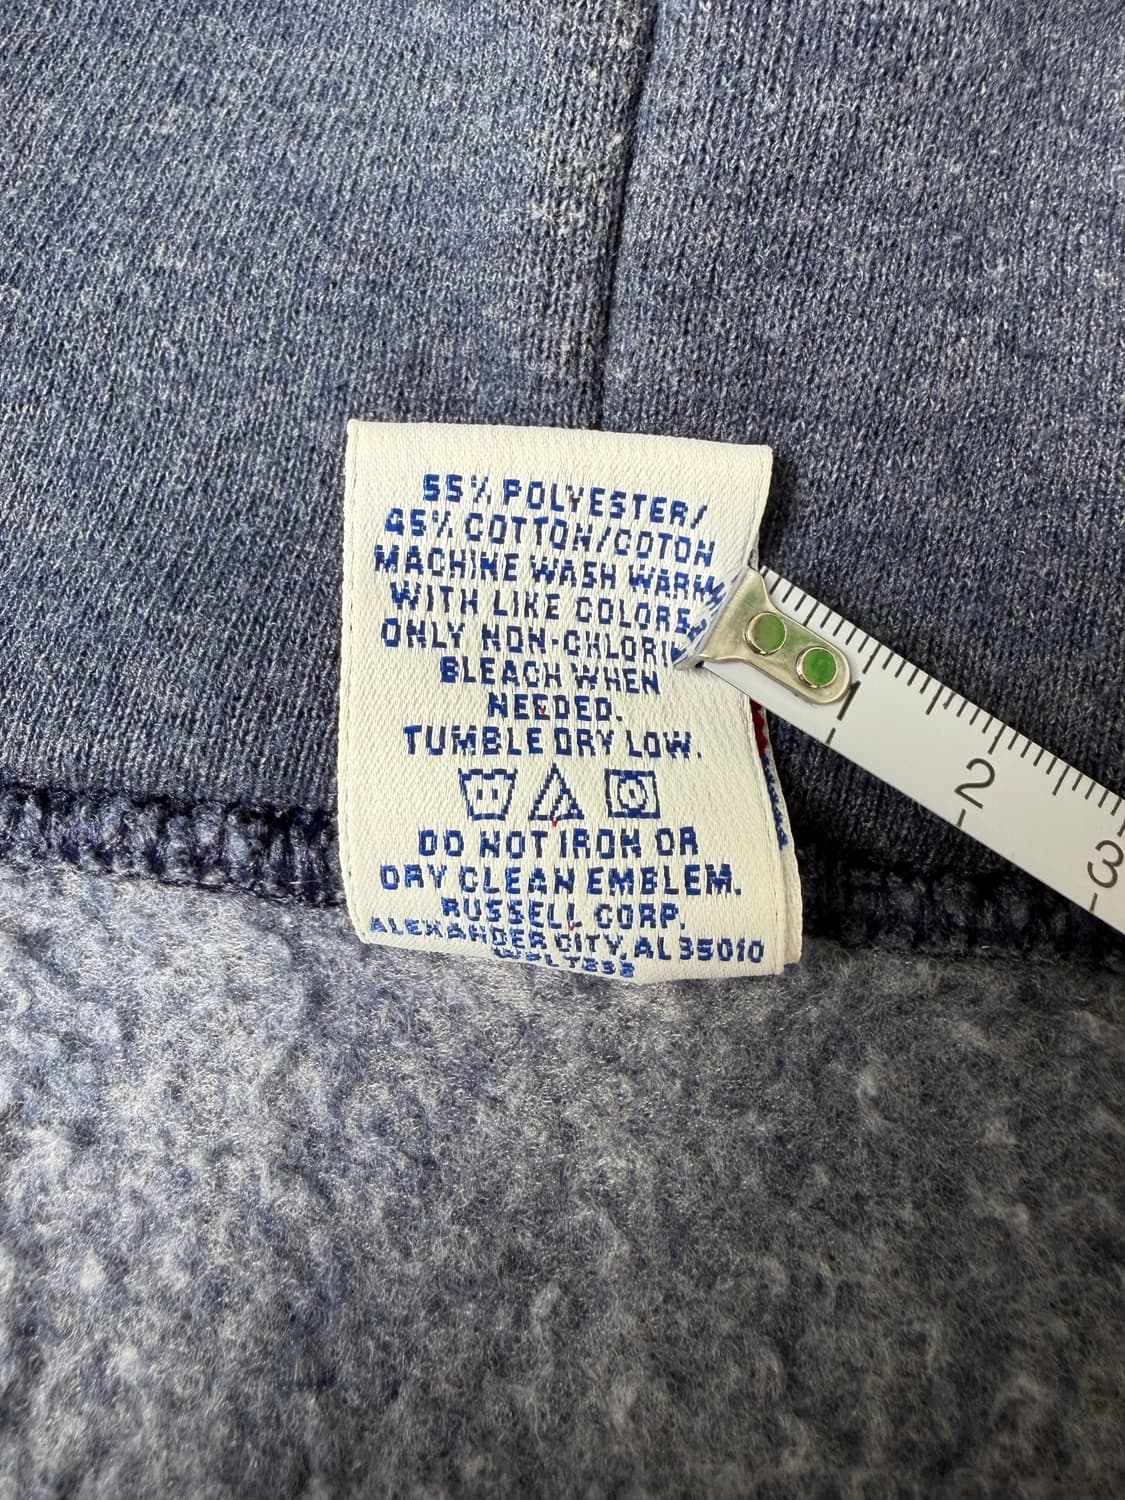 55% POLYESTER/
45% COTTON/COTON
MACHINE WASH WARM
WITH LIKE COLORS
ONLY NON-CHLORI
BLEACH WHEN
NEEDED.
TUMBLE DRY LOW.
DO NOT IRON OR
DRY CLEAN EMBLEM.
RUSSELL CORP.
ALEXANDER CITY, AL 35010
1
2
3